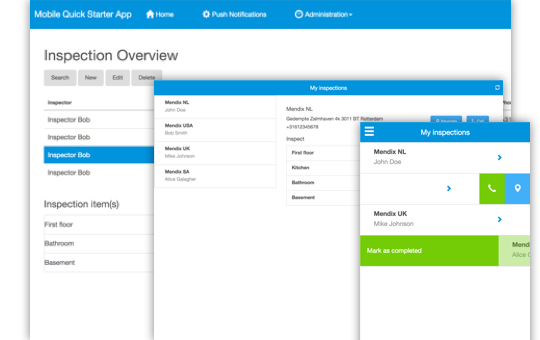 Mobile Quick Starter App
Home
Push Notifications
Administration
Inspection Overview
Search
New
Edit
Delete
Inspector
Inspector Bob
Inspector Bob
Inspector Bob
Inspector Bob
Inspection item(s)
First floor
Bathroom
Basement
My inspections
Mendix NL
John Doe
Mendix USA
Bob Smith
Mendix UK
Mike Johnson
Mendix SA
Alice Galagher
Mendix NL
Gedempte Zalmhaven 4k 3011 BT Rotterdam
+31612345678
Inspect
First floor
Kitchen
Bathroom
Basement
My inspections
Mendix NL
John Doe
Mendix UK
Mike Johnson
Mark as completed
Mend
Alice G